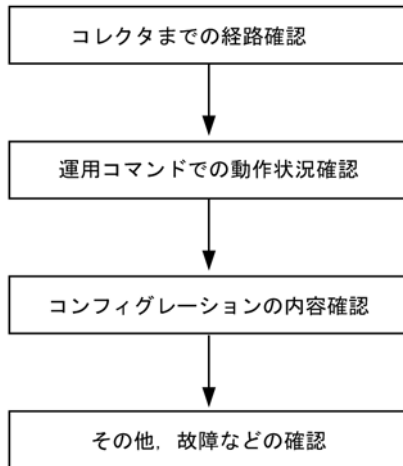 コレクタまでの経路確認
運用コマンドでの動作状況確認
コンフィグレーションの内容確認
その他，故障などの確認